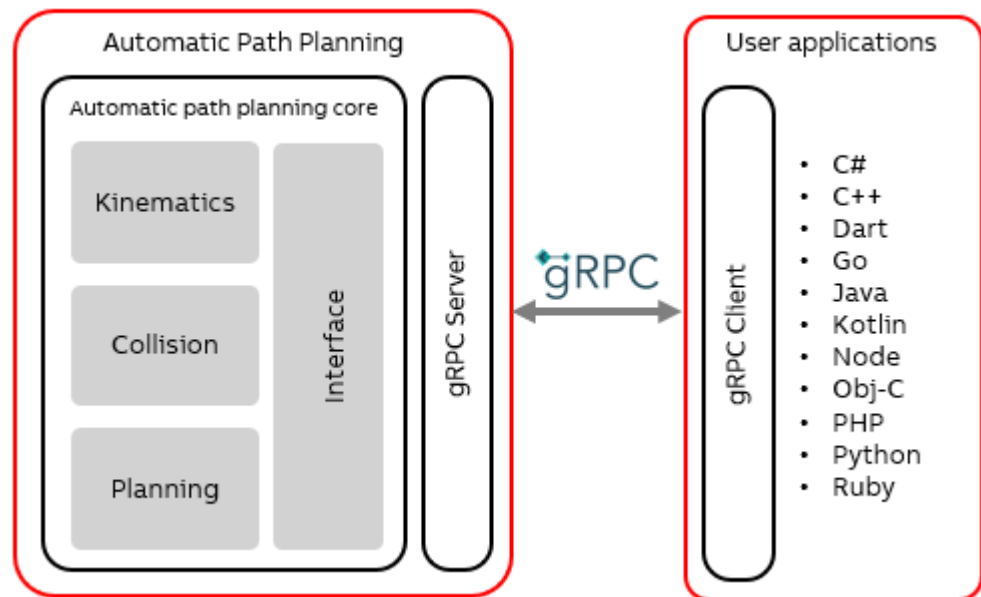 Automatic Path Planning
Automatic path planning core
Kinematics
Collision
Planning
Interface
gRPC Server
gRPC
User applications
gRPC Client
• C#
• C++
• Dart
• Go
• Java
• Kotlin
• Node
• Obj-C
• PHP
• Python
• Ruby